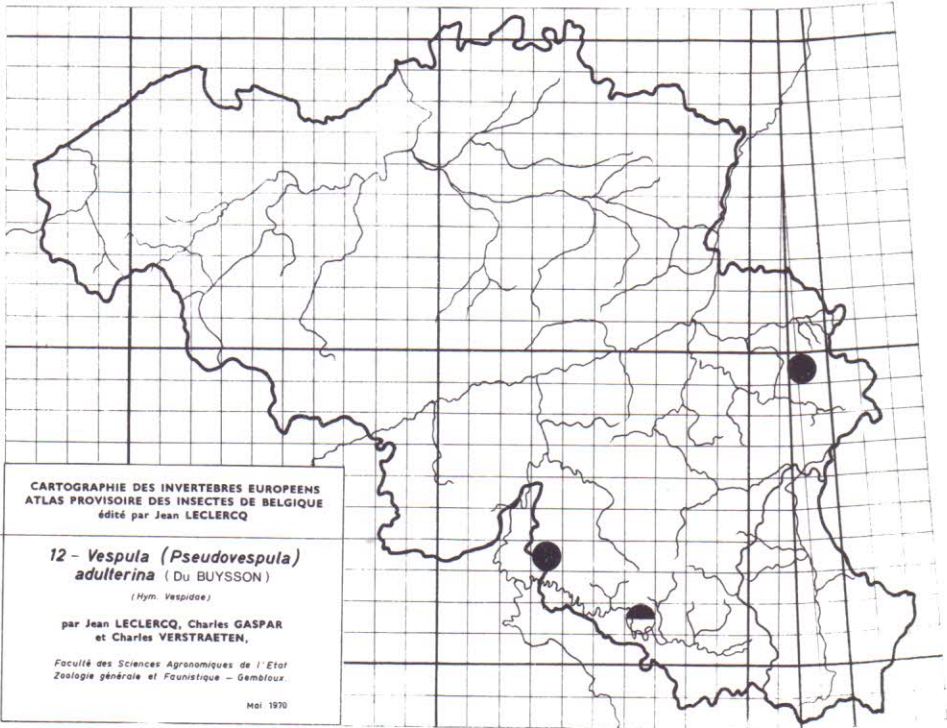 CARTOGRAPHIE DES INVERTEBRES EUROPEENS
ATLAS PROVISOIRE DES INSECTES DE BELGIQUE
édité par Jean LECLERCQ
12 - Vespula (Pseudovespula)
adulterina (Du BUYSSON)
(Hym. Vespidae)
par Jean LECLERCQ, Charles GASPAR
et Charles VERSTRAETEN,
Faculté des Sciences Agronomiques de l'Etat
Zoologie générale et Faunistique – Gembloux.
Mai 1970